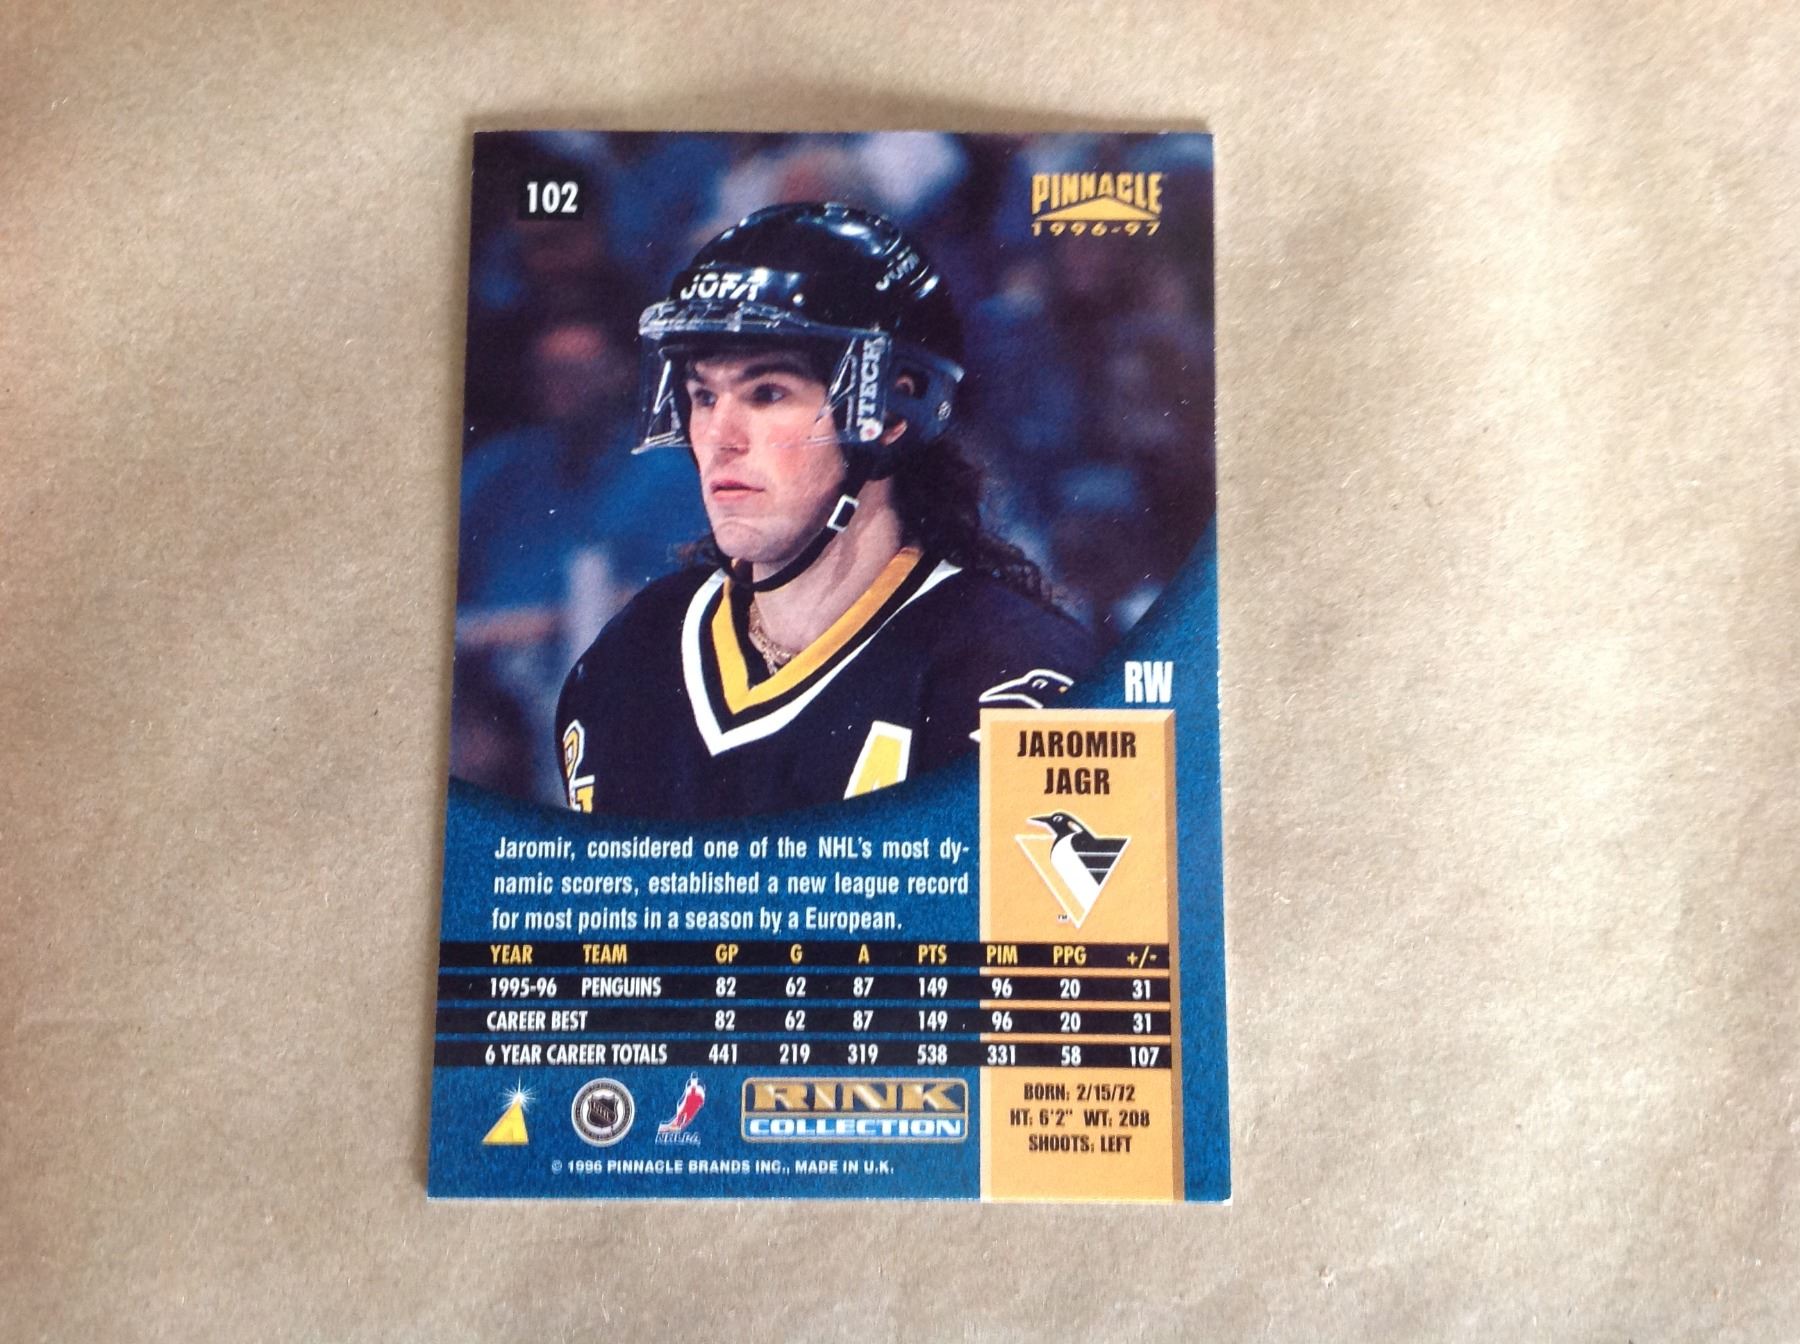 102
PINNACLE
1996-97
JOFA
JOFA
ITECH
RW
JAROMIR
JAGR
A
Jaromir, considered one of the NHL's most dy-
namic scorers, established a new league record
for most points in a season by a European.
YEAR TEAM GP G A PTS PIM PPG +/-
1995-96 PENGUINS 82 62 87 149 96 20 31
CAREER BEST 82 62 87 149 96 20 31
6 YEAR CAREER TOTALS 441 219 319 538 331 58 107
TM
NHL
NHLPA
RINK
COLLECTION
BORN: 2/15/72
HT: 6'2" WT: 208
SHOOTS: LEFT
© 1996 PINNACLE BRANDS INC., MADE IN U.K.